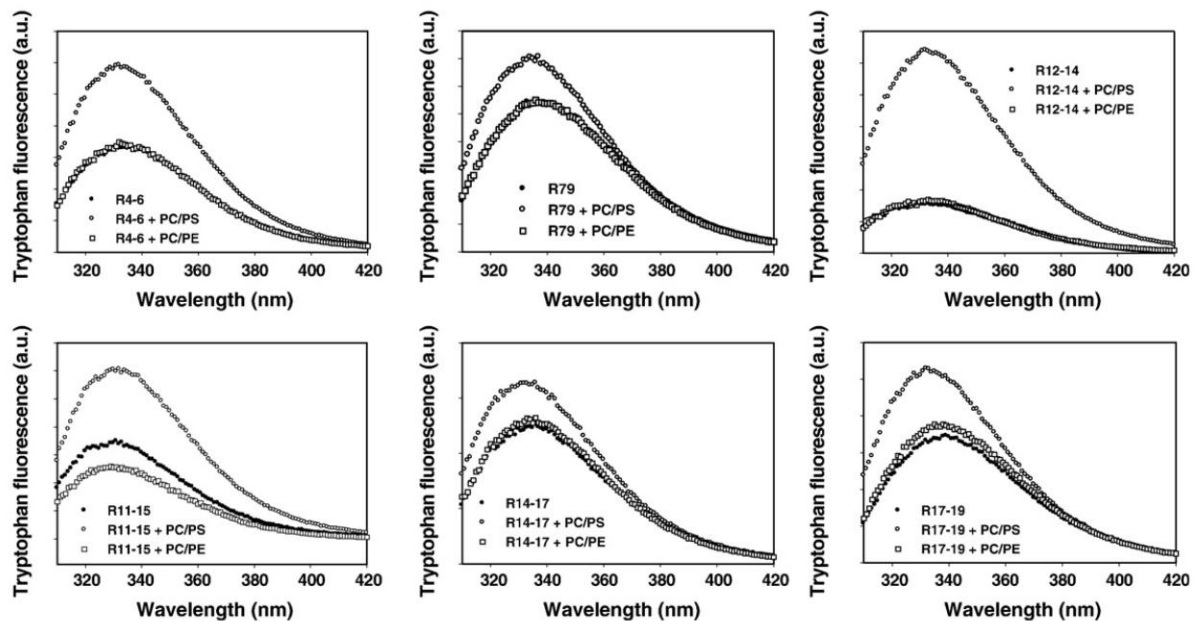 Tryptophan fluorescence (a.u.)
R4-6
R4-6 + PC/PS
R4-6 + PC/PE
320 340 360 380 400 420
Wavelength (nm)
Tryptophan fluorescence (a.u.)
R79
R79 + PC/PS
R79 + PC/PE
320 340 360 380 400 420
Wavelength (nm)
Tryptophan fluorescence (a.u.)
R12-14
R12-14 + PC/PS
R12-14 + PC/PE
320 340 360 380 400 420
Wavelength (nm)
Tryptophan fluorescence (a.u.)
R11-15
R11-15 + PC/PS
R11-15 + PC/PE
320 340 360 380 400 420
Wavelength (nm)
Tryptophan fluorescence (a.u.)
R14-17
R14-17 + PC/PS
R14-17 + PC/PE
320 340 360 380 400 420
Wavelength (nm)
Tryptophan fluorescence (a.u.)
R17-19
R17-19 + PC/PS
R17-19 + PC/PE
320 340 360 380 400 420
Wavelength (nm)